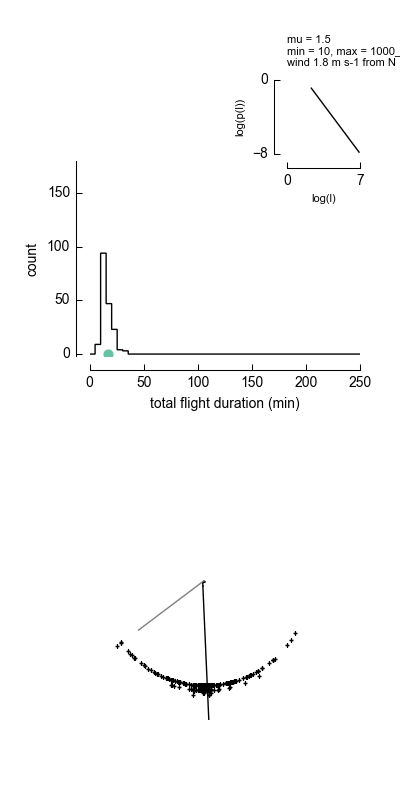 mu = 1.5
min = 10, max = 1000_
wind 1.8 m s-1 from N
0
log(p(l))
−8
0 7
log(l)
150
100
50
0
count
0 50 100 150 200 250
total flight duration (min)